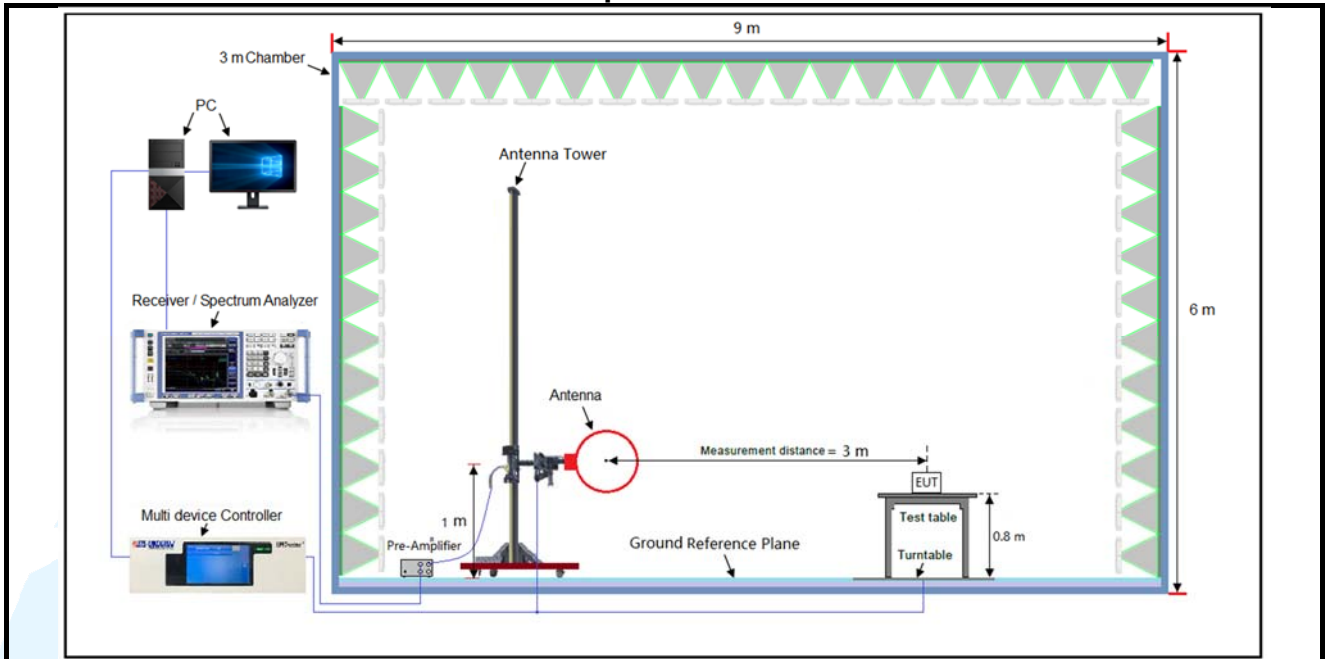 9 m
3 m Chamber
PC
Antenna Tower
Receiver / Spectrum Analyzer
6 m
Antenna
Measurement distance = 3 m
EUT
Multi device Controller
1 m
Test table
0.8 m
Pre-Amplifier
Ground Reference Plane
Turntable